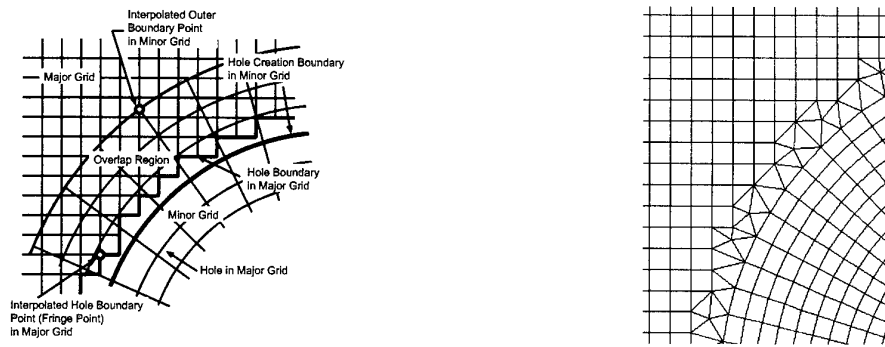 Interpolated Outer
Boundary Point
in Minor Grid
Hole Creation Boundary
in Minor Grid
Major Grid
Overlap Region
Hole Boundary
in Major Grid
Minor Grid
Hole in Major Grid
Interpolated Hole Boundary
Point (Fringe Point)
in Major Grid